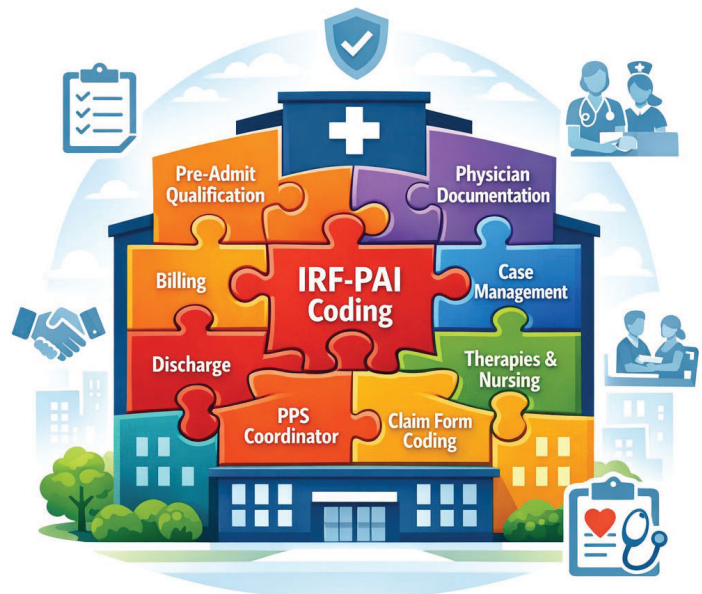 Pre-Admit
Qualification
Physician
Documentation
Billing
IRF-PAI
Coding
Case
Management
Discharge
Therapies &
Nursing
PPS
Coordinator
Claim Form
Coding